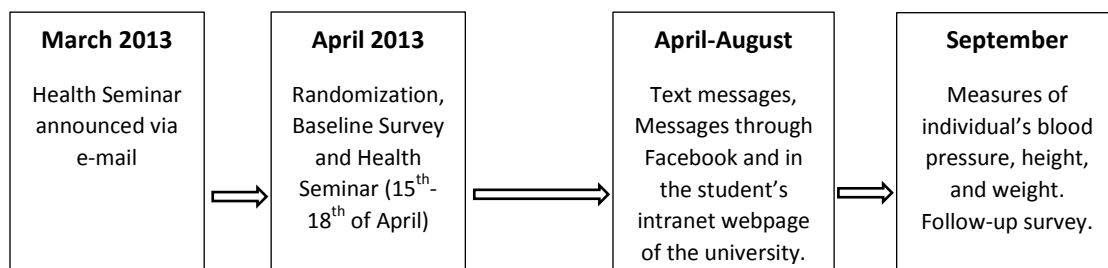 March 2013
Health Seminar
announced via
e-mail
April 2013
Randomization,
Baseline Survey
and Health
Seminar (15th-
18th of April)
April-August
Text messages,
Messages through
Facebook and in
the student's
intranet webpage
of the university.
September
Measures of
individual's blood
pressure, height,
and weight.
Follow-up survey.